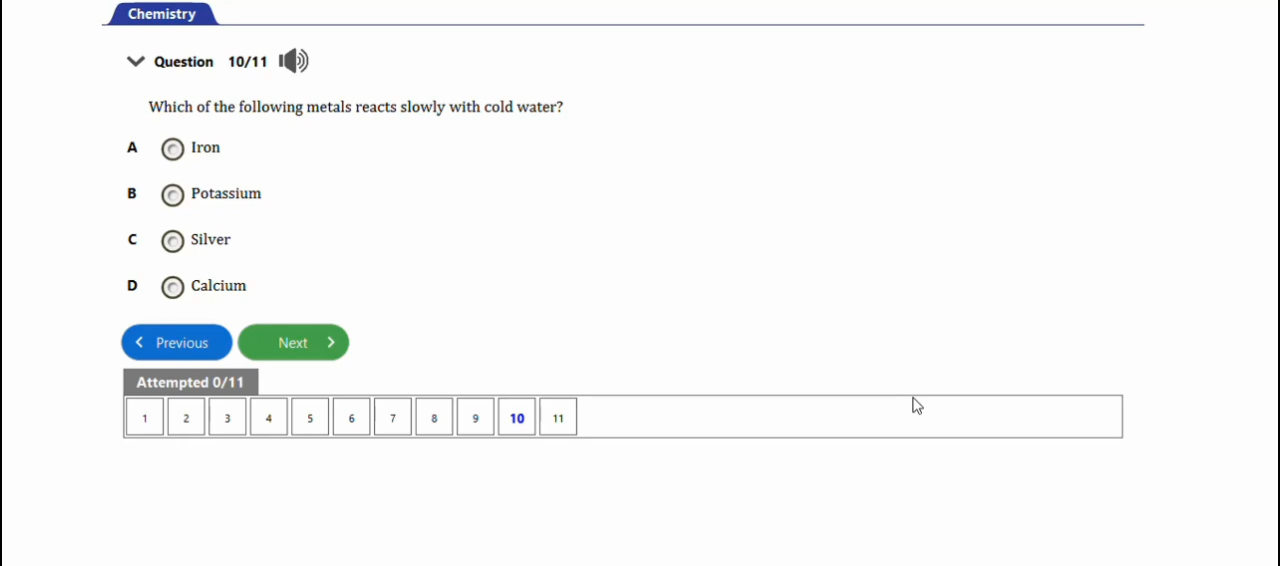 Chemistry
Question 10/11
Which of the following metals reacts slowly with cold water?
A Iron
B Potassium
C Silver
D Calcium
Previous Next
Attempted 0/11
1 2 3 4 5 6 7 8 9 10 11